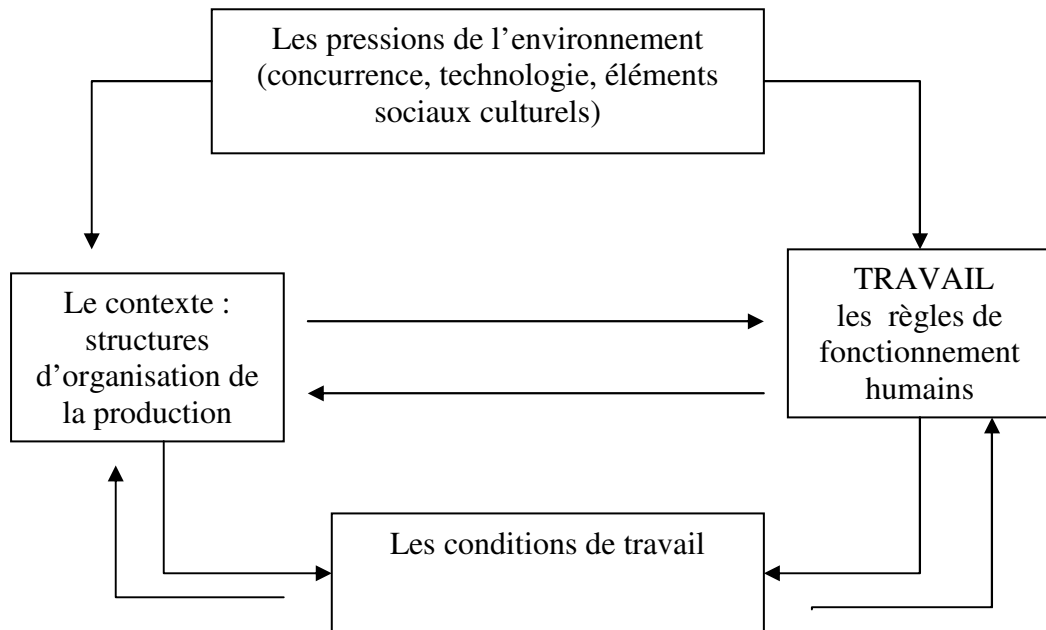 Les pressions de l’environnement
(concurrence, technologie, éléments
sociaux culturels)
Le contexte :
structures
d’organisation de
la production
TRAVAIL
les règles de
fonctionnement
humains
Les conditions de travail